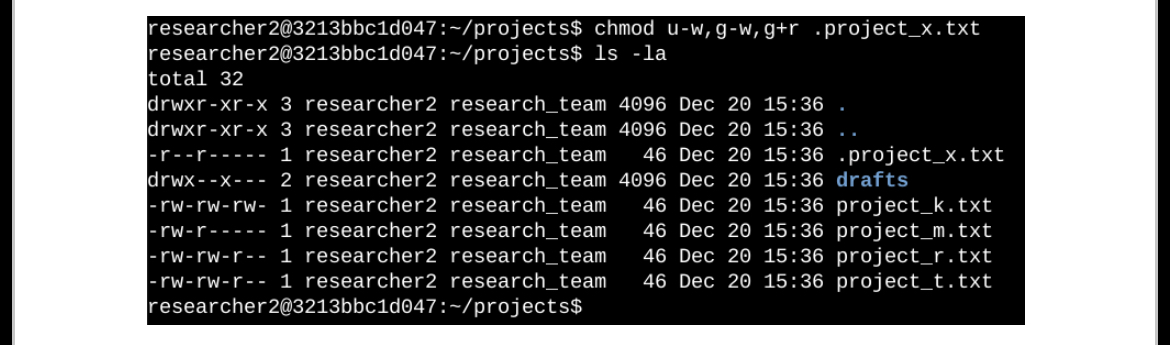 researcher2@3213bbc1d047:~/projects$ chmod u-w,g-w,g+r .project_x.txt
researcher2@3213bbc1d047:~/projects$ ls -la
total 32
drwxr-xr-x 3 researcher2 research_team 4096 Dec 20 15:36 .
drwxr-xr-x 3 researcher2 research_team 4096 Dec 20 15:36 ..
-r--r----- 1 researcher2 research_team   46 Dec 20 15:36 .project_x.txt
drwx--x--- 2 researcher2 research_team 4096 Dec 20 15:36 drafts
-rw-rw-rw- 1 researcher2 research_team   46 Dec 20 15:36 project_k.txt
-rw-r----- 1 researcher2 research_team   46 Dec 20 15:36 project_m.txt
-rw-rw-r-- 1 researcher2 research_team   46 Dec 20 15:36 project_r.txt
-rw-rw-r-- 1 researcher2 research_team   46 Dec 20 15:36 project_t.txt
researcher2@3213bbc1d047:~/projects$